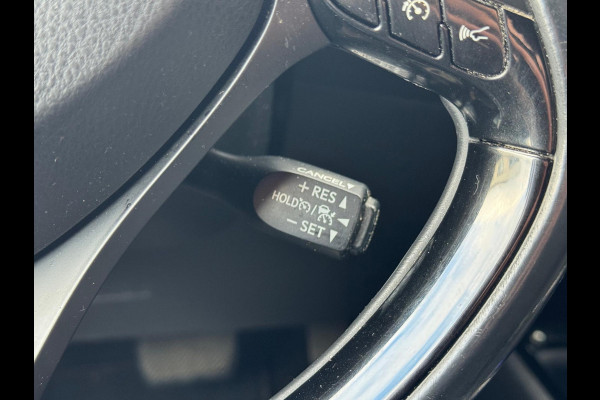 CANCEL
+ RES
HOLD /
− SET